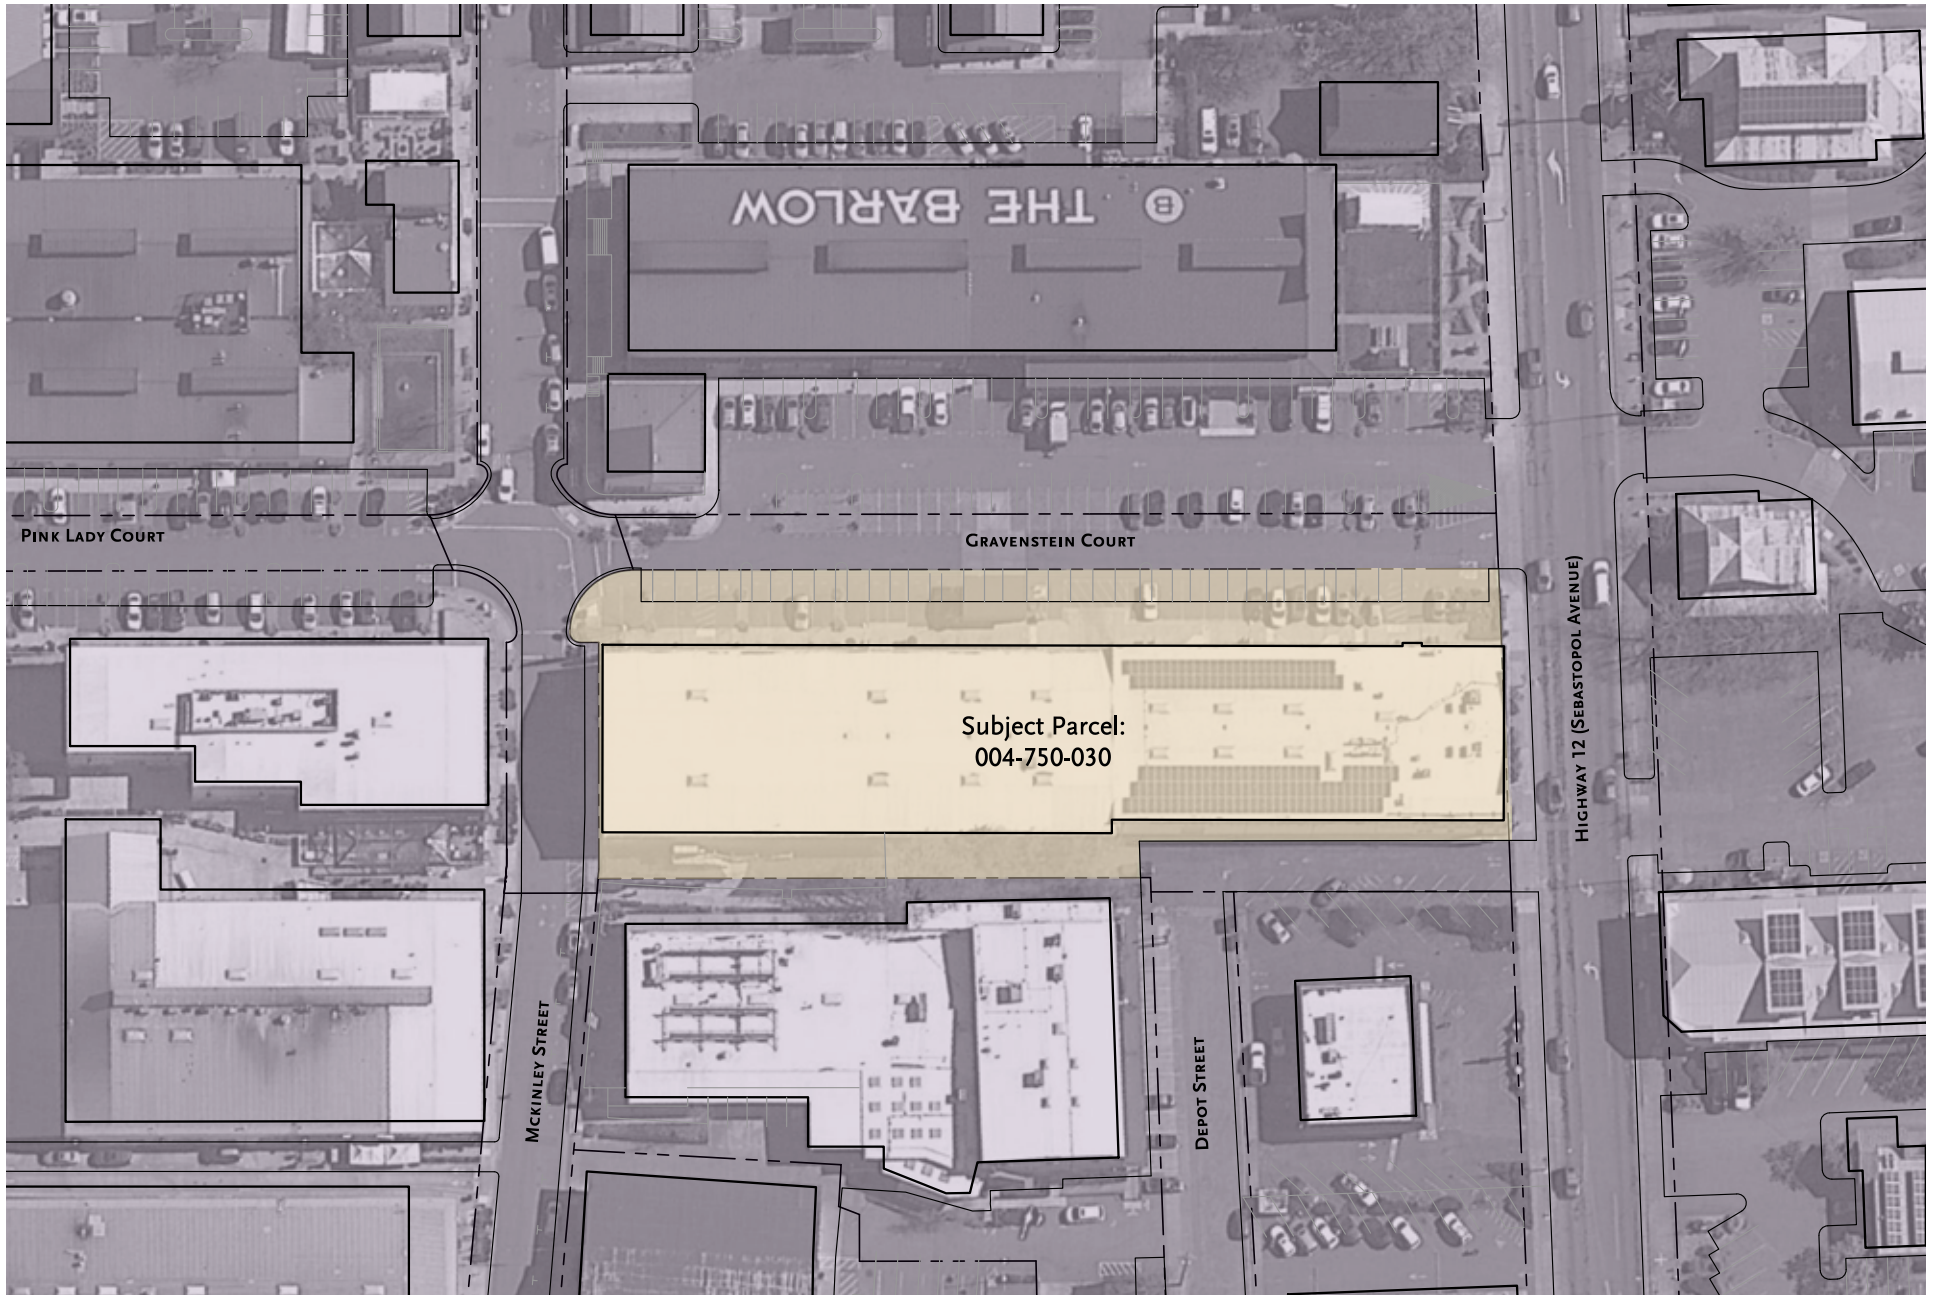 THE BARLOW
B
PINK LADY COURT
GRAVENSTEIN COURT
HIGHWAY 12 (SEBASTOPOL AVENUE)
Subject Parcel:
004-750-030
MCKINLEY STREET
DEPOT STREET